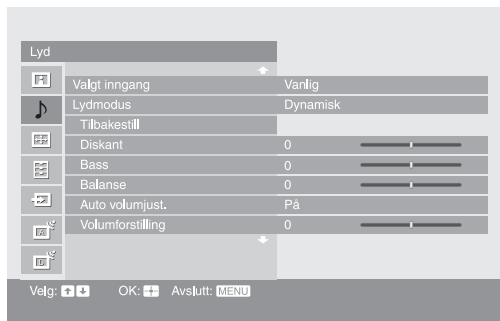 Lyd
Valgt inngang Vanlig
Lydmodus Dynamisk
Tilbakestill
Diskant 0
Bass 0
Balanse 0
Auto volumjust. På
Volumforstilling 0
Velg: OK: Avslutt: MENU